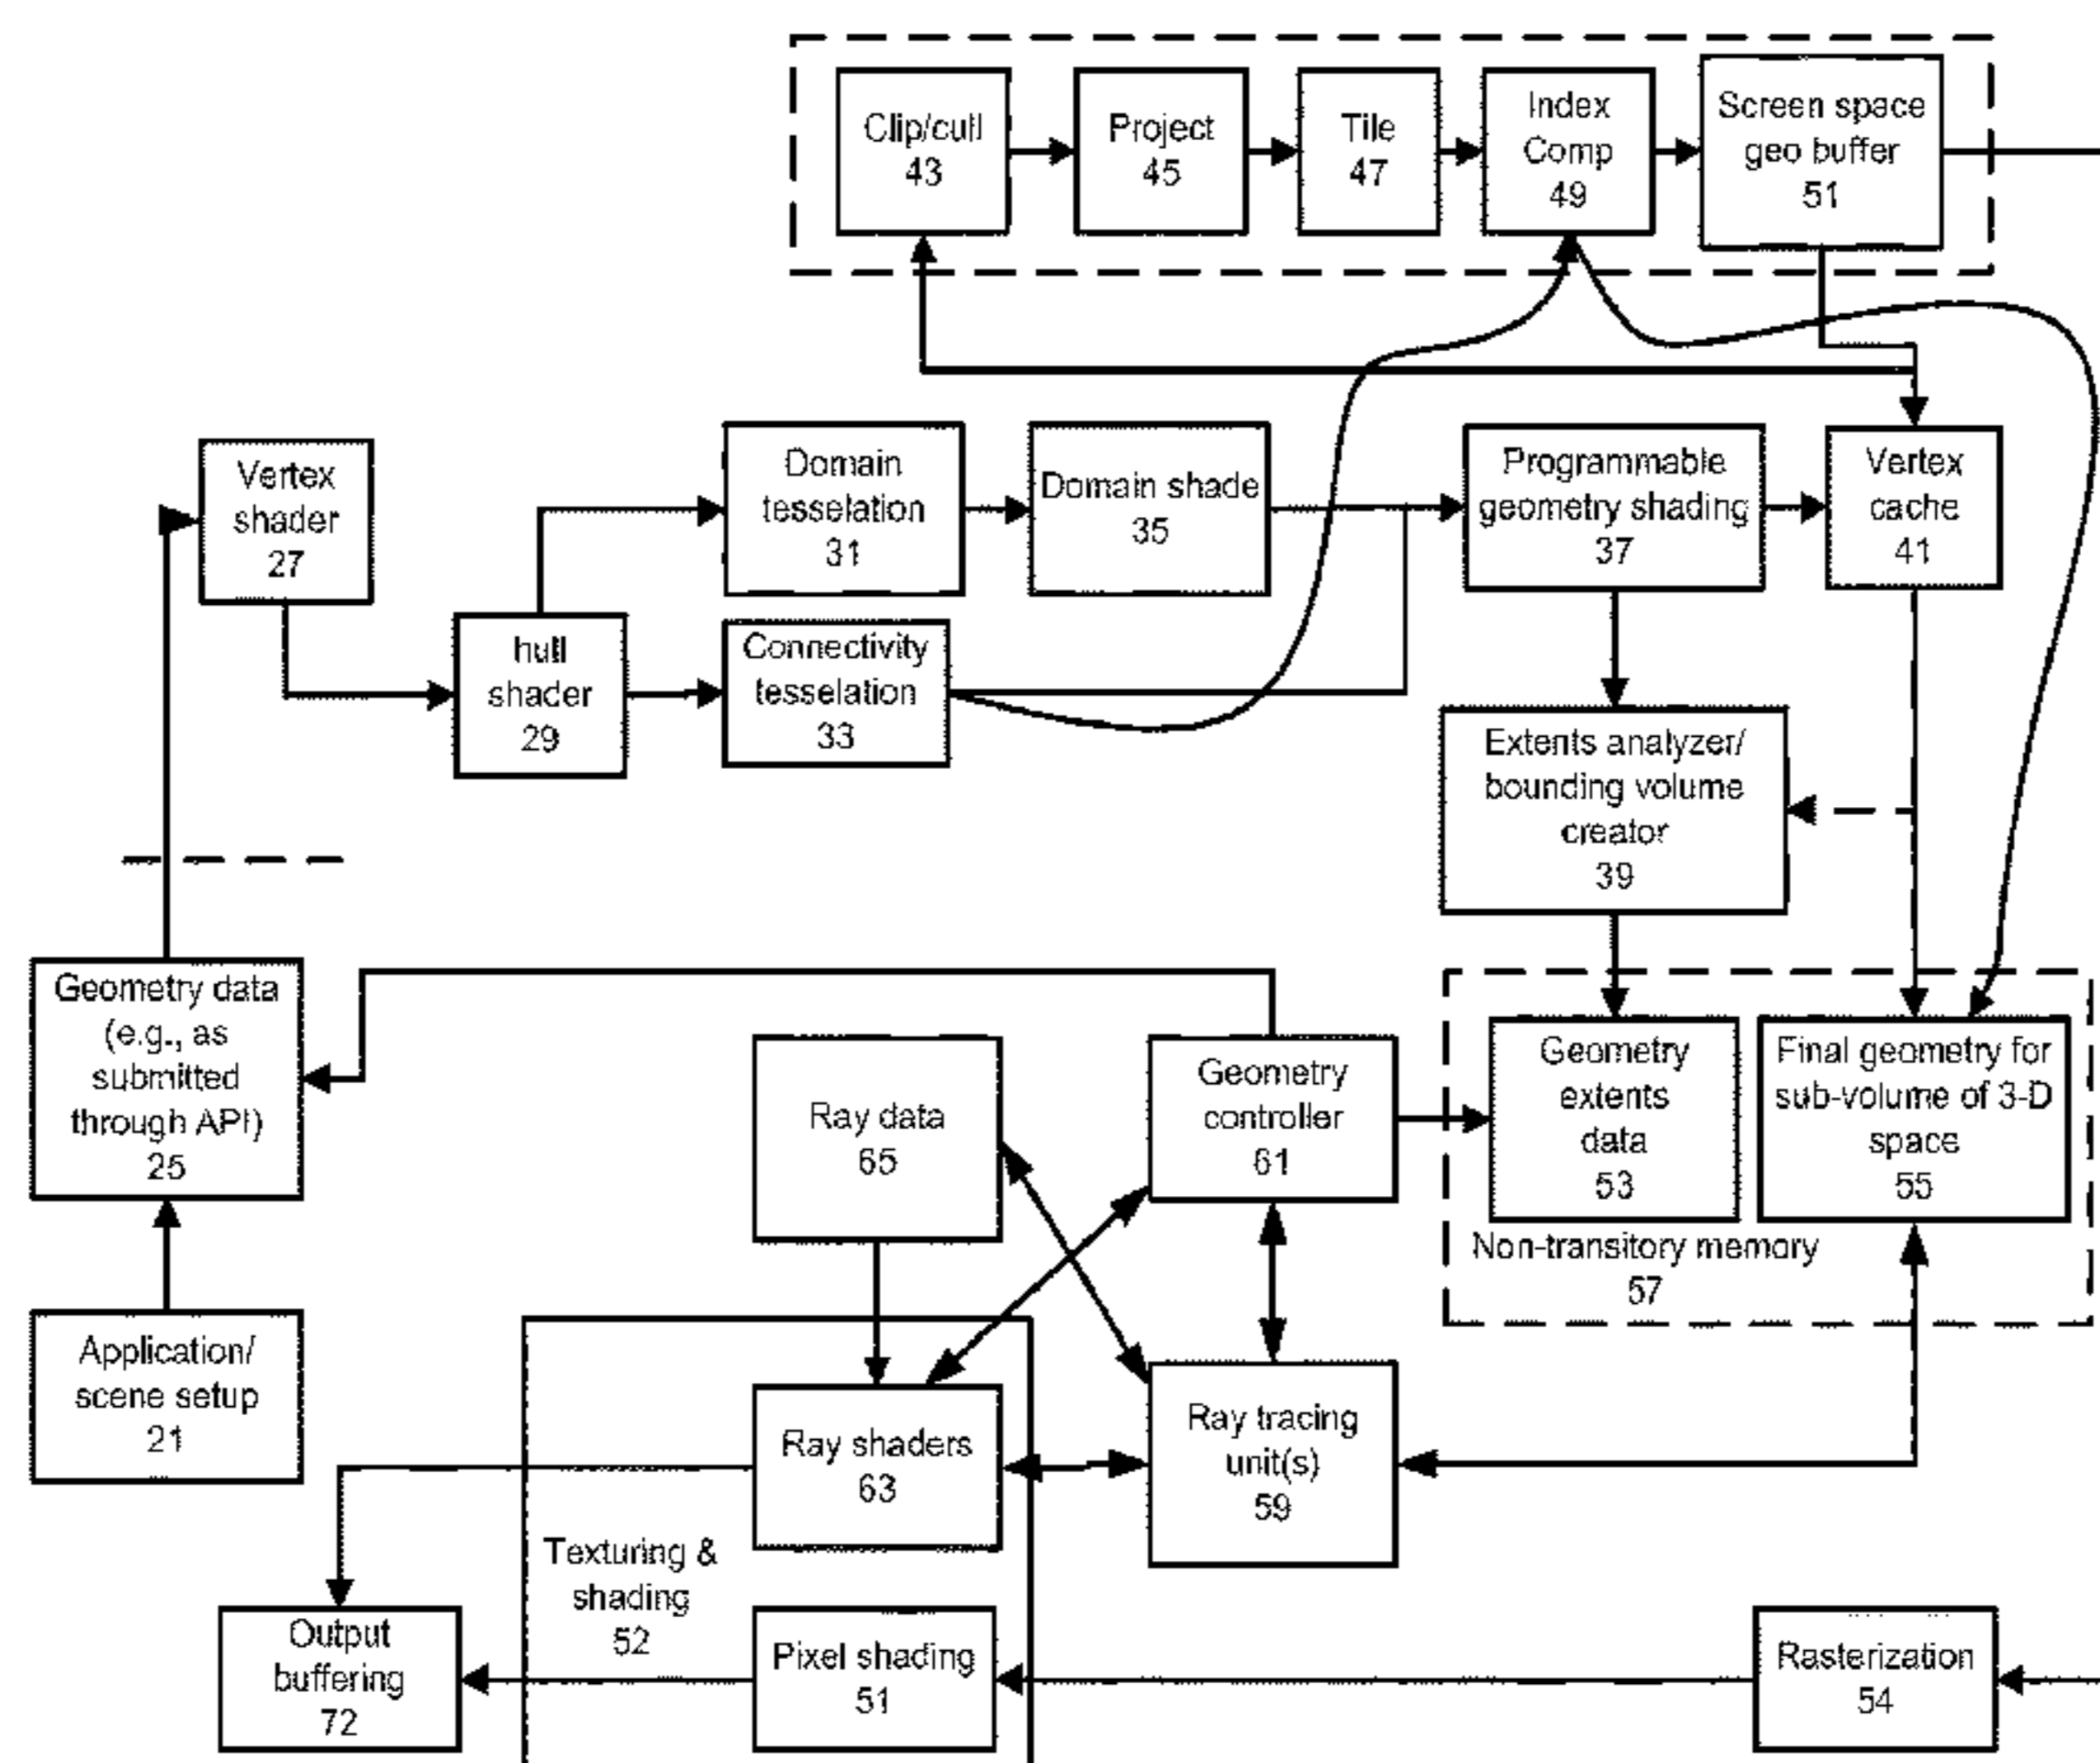 Clip/cull
43
Project
45
Tile
47
Index
Comp
49
Screen space
geo buffer
51
Vertex
shader
27
Domain
tesselation
31
Domain shade
35
Programmable
geometry shading
37
Vertex
cache
41
hull
shader
29
Connectivity
tesselation
33
Extents analyzer/
bounding volume
creator
39
Geometry data
(e.g., as
submitted
through API)
25
Ray data
65
Geometry
controller
61
Geometry
extents
data
53
Final geometry for
sub-volume of 3-D
space
55
Non-transitory memory
57
Application/
scene setup
21
Ray shaders
63
Ray tracing
unit(s)
59
Texturing &
shading
52
Output
buffering
72
Pixel shading
51
Rasterization
54